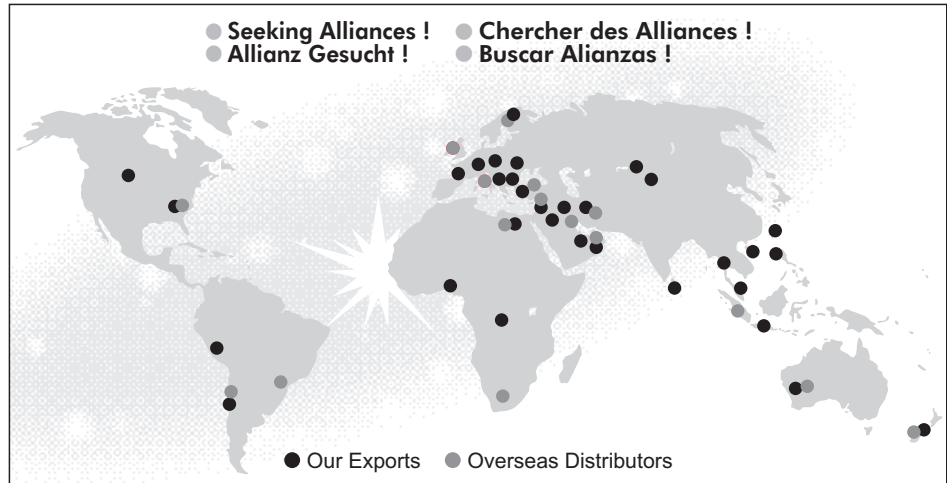 Seeking Alliances ! Chercher des Alliances !
Allianz Gesucht ! Buscar Alianzas !
Our Exports Overseas Distributors